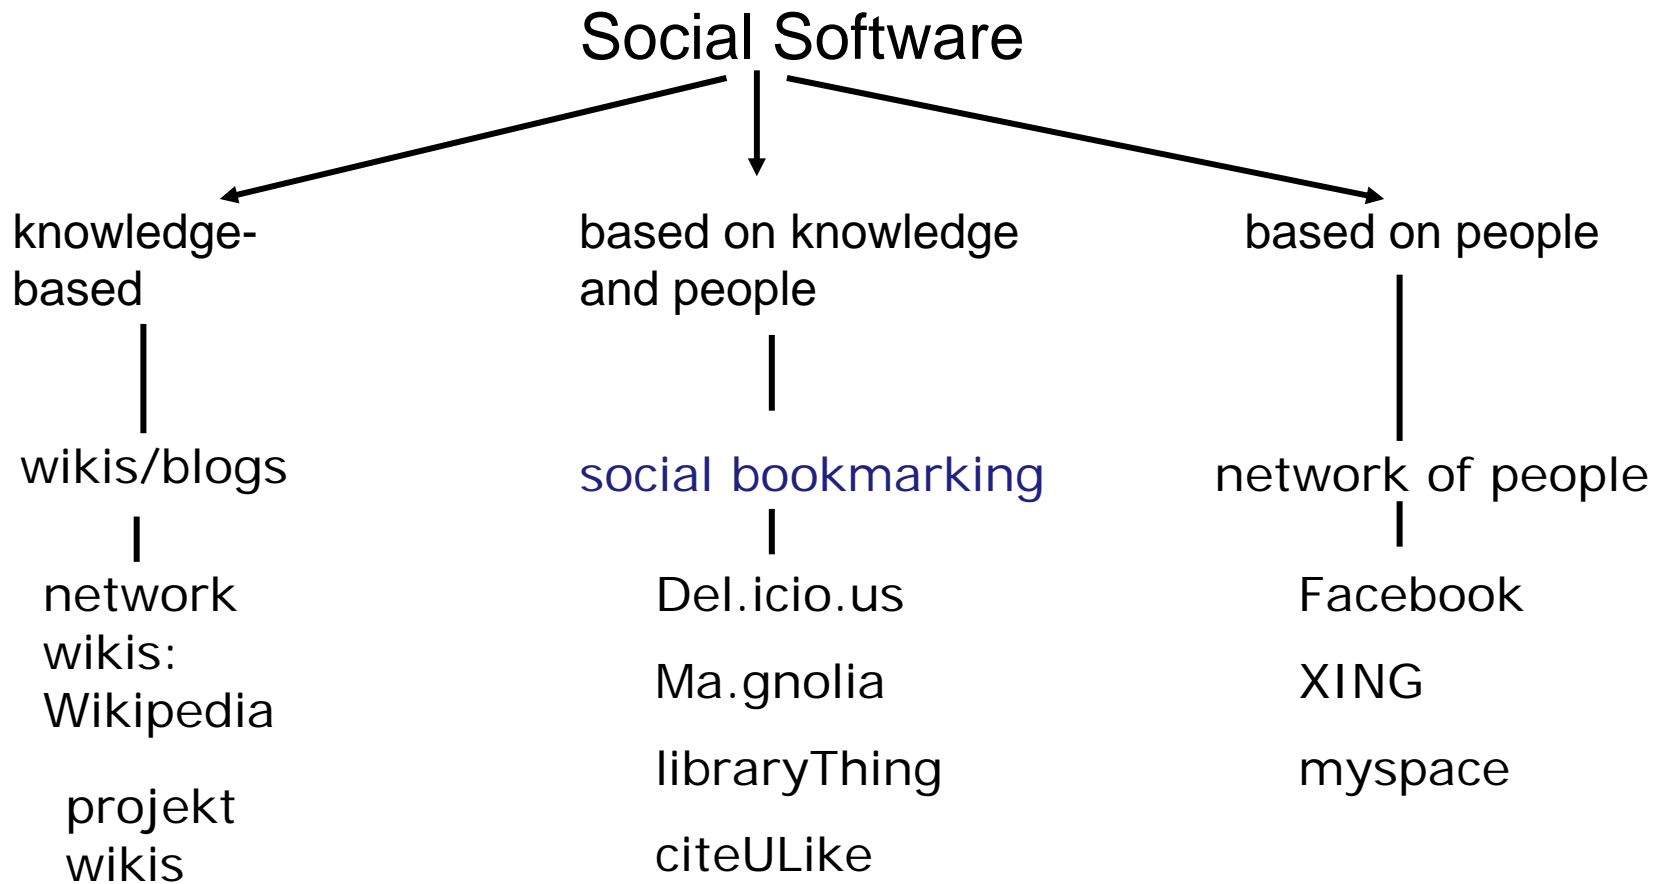 Social Software
knowledge-
based
based on knowledge
and people
based on people
wikis/blogs
social bookmarking
network of people
network
wikis:
Wikipedia
projekt
wikis
Del.icio.us
Ma.gnolia
libraryThing
citeULike
Facebook
XING
myspace